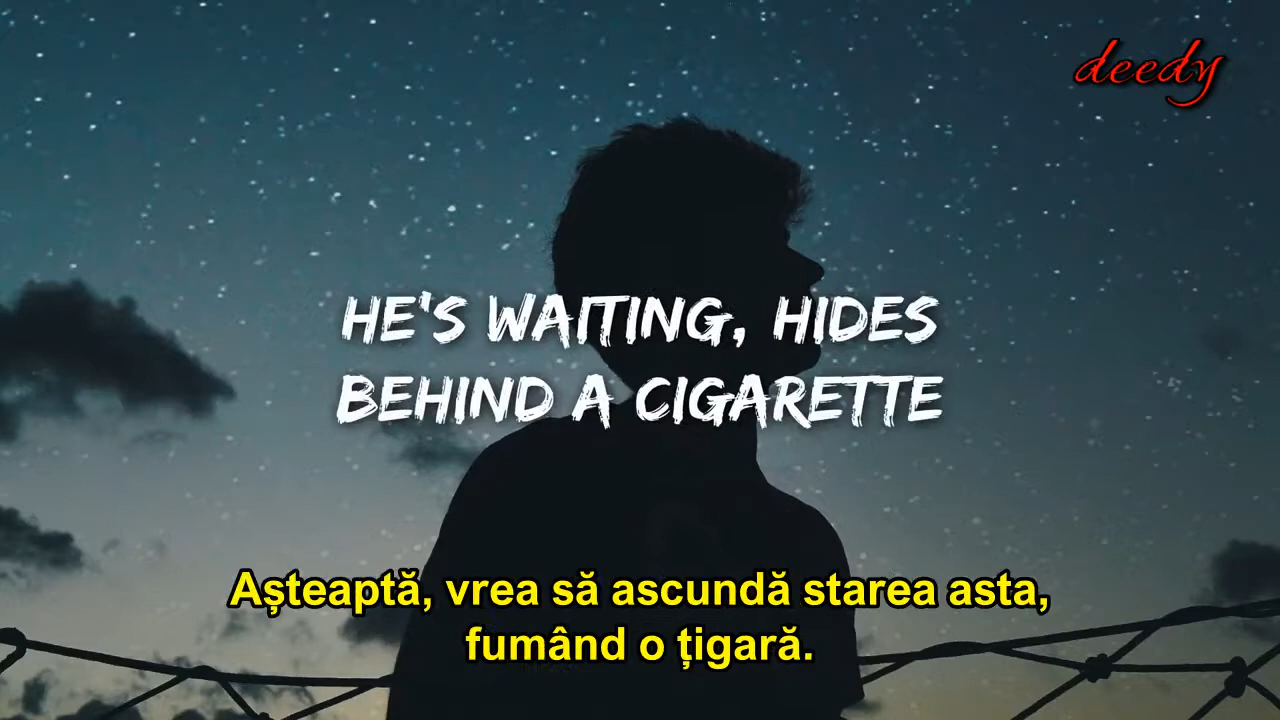 deedy
HE'S WAITING, HIDES
BEHIND A CIGARETTE
Așteaptă, vrea să ascundă starea asta,
fumând o țigară.